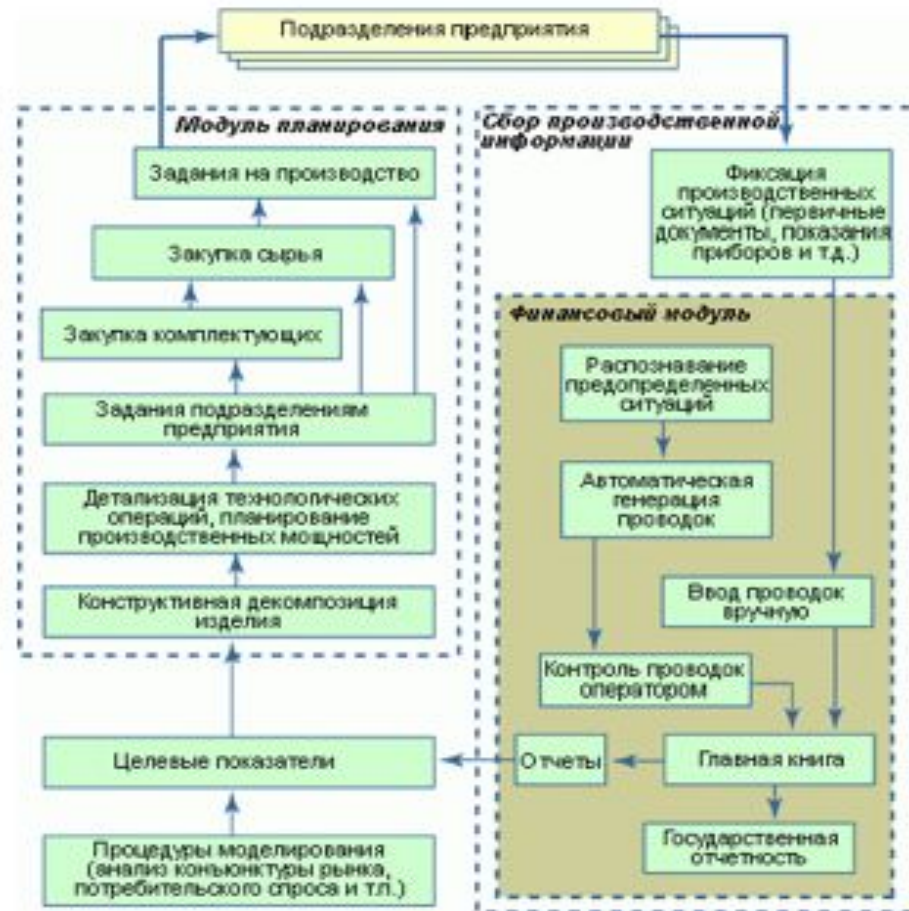 Подразделения предприятия
Модуль планирования
Задания на производство
Закупка сырья
Закупка комплектующих
Задания подразделениям
предприятия
Детализация технологических
операций, планирование
производственных мощностей
Конструктивная декомпозиция
изделия
Целевые показатели
Процедуры моделирования
(анализ конъюнктуры рынка,
потребительского спроса и т.п.)
Сбор производственной
информации
Фиксация
производственных
ситуаций (первичные
документы, показания
приборов и т.д.)
Финансовый модуль
Распознавание
предопределенных
ситуаций
Автоматическая
генерация
проводок
Ввод проводок
вручную
Контроль проводок
оператором
Отчеты
Главная книга
Государственная
отчетность